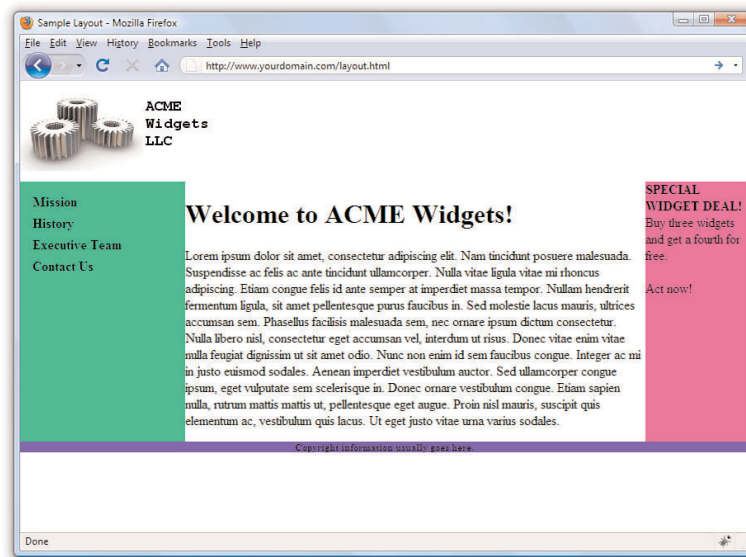 Sample Layout - Mozilla Firefox
File Edit View History Bookmarks Tools Help
http://www.yourdomain.com/layout.html
ACME
Widgets
LLC
Mission
History
Executive Team
Contact Us
Welcome to ACME Widgets!
Lorem ipsum dolor sit amet, consectetur adipiscing elit. Nam tincidunt posuere malesuada.
Suspendisse ac felis ac ante tincidunt ullamcorper. Nulla vitae ligula vitae mi rhoncus
adipiscing. Etiam congue felis id ante semper at imperdiet massa tempor. Nullam hendrerit
fermentum ligula, sit amet pellentesque purus faucibus in. Sed molestie lacus mauris, ultrices
accumsan sem. Phasellus facilisis malesuada sem, nec ornare ipsum dictum consectetur.
Nulla libero nisl, consectetur eget accumsan vel, interdum ut risus. Donec vitae enim vitae
nulla feugiat dignissim ut sit amet odio. Nunc non enim id sem faucibus congue. Integer ac mi
in justo euismod sodales. Aenean imperdiet vestibulum auctor. Sed ullamcorper congue
ipsum, eget vulputate sem scelerisque in. Donec ornare vestibulum congue. Etiam sapien
nulla, rutrum mattis mattis ut, pellentesque eget augue. Proin nisl mauris, suscipit quis
elementum ac, vestibulum quis lacus. Ut eget justo vitae urna varius sodales.
SPECIAL
WIDGET DEAL!
Buy three widgets
and get a fourth for
free.
Act now!
Copyright information usually goes here.
Done